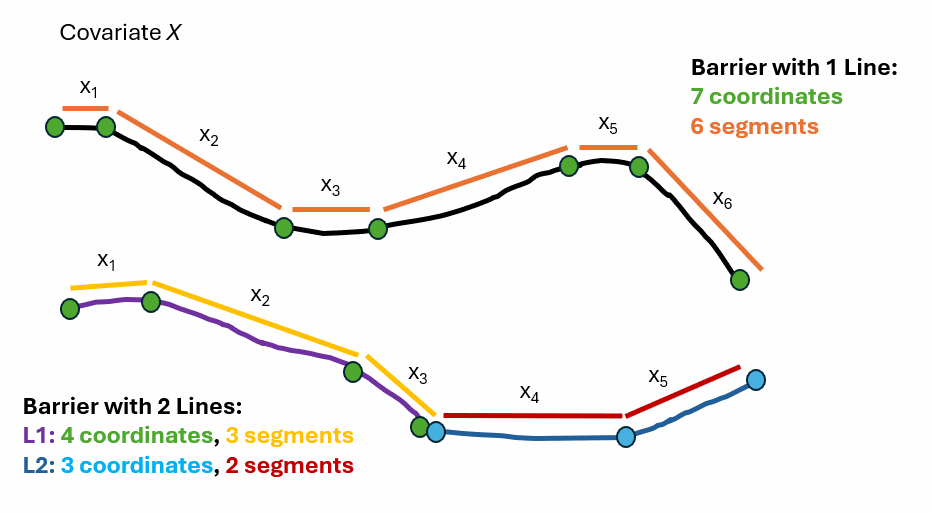 Covariate X
Barrier with 1 Line:
7 coordinates
6 segments
x1
x2
x3
x4
x5
x6
x1
x2
x3
x4
x5
Barrier with 2 Lines:
L1: 4 coordinates, 3 segments
L2: 3 coordinates, 2 segments